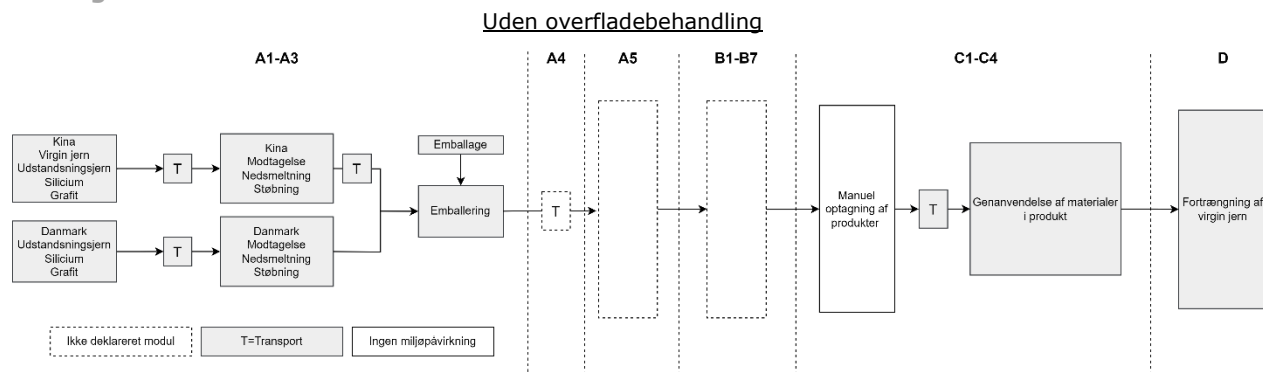 Uden overfladebehandling
A1-A3
A4
A5
B1-B7
C1-C4
D
Kina
Virgin jern
Udstandsningsjern
Silicium
Grafit
T
Kina
Modtagelse
Nedsmeltning
Støbning
T
Emballage
Emballering
Danmark
Udstandsningsjern
Silicium
Grafit
T
Danmark
Modtagelse
Nedsmeltning
Støbning
T
Manuel
optagning af
produkter
T
Genanvendelse af materialer
i produkt
Fortrængning af
virgin jern
Ikke deklareret modul
T=Transport
Ingen miljøpåvirkning